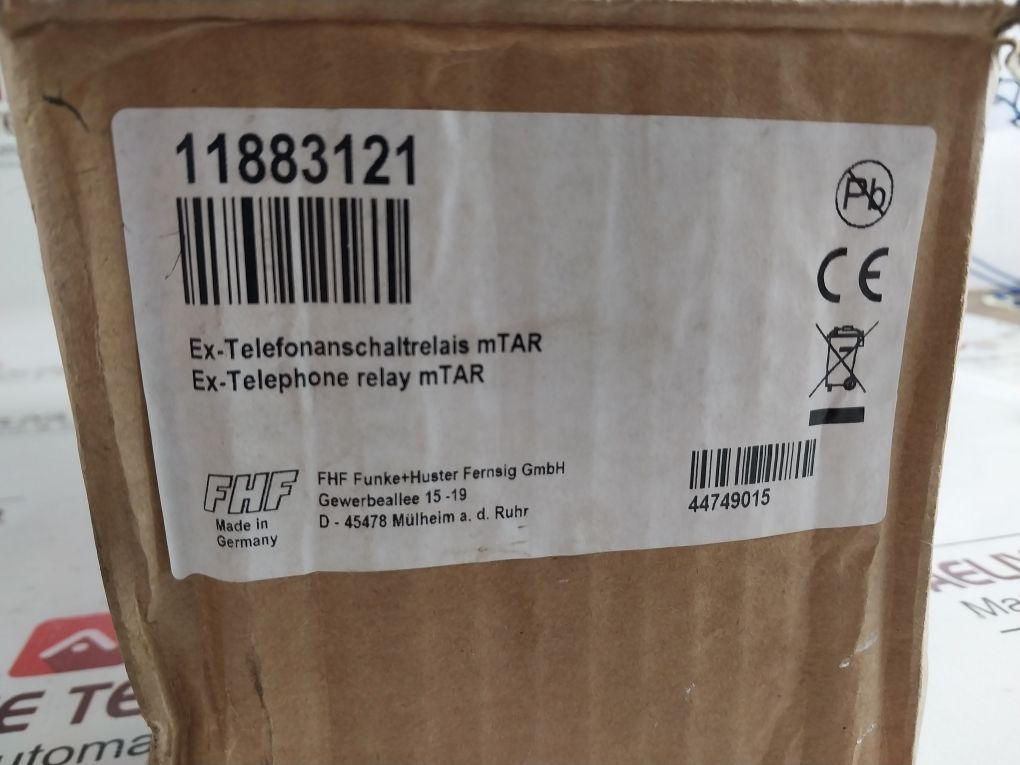 11883121
Pb
CE
Ex-Telefonanschaltrelais mTAR
Ex-Telephone relay mTAR
FHF
Made in
Germany
FHF Funke+Huster Fernsig GmbH
Gewerbeallee 15 -19
D - 45478 Mülheim a. d. Ruhr
44749015